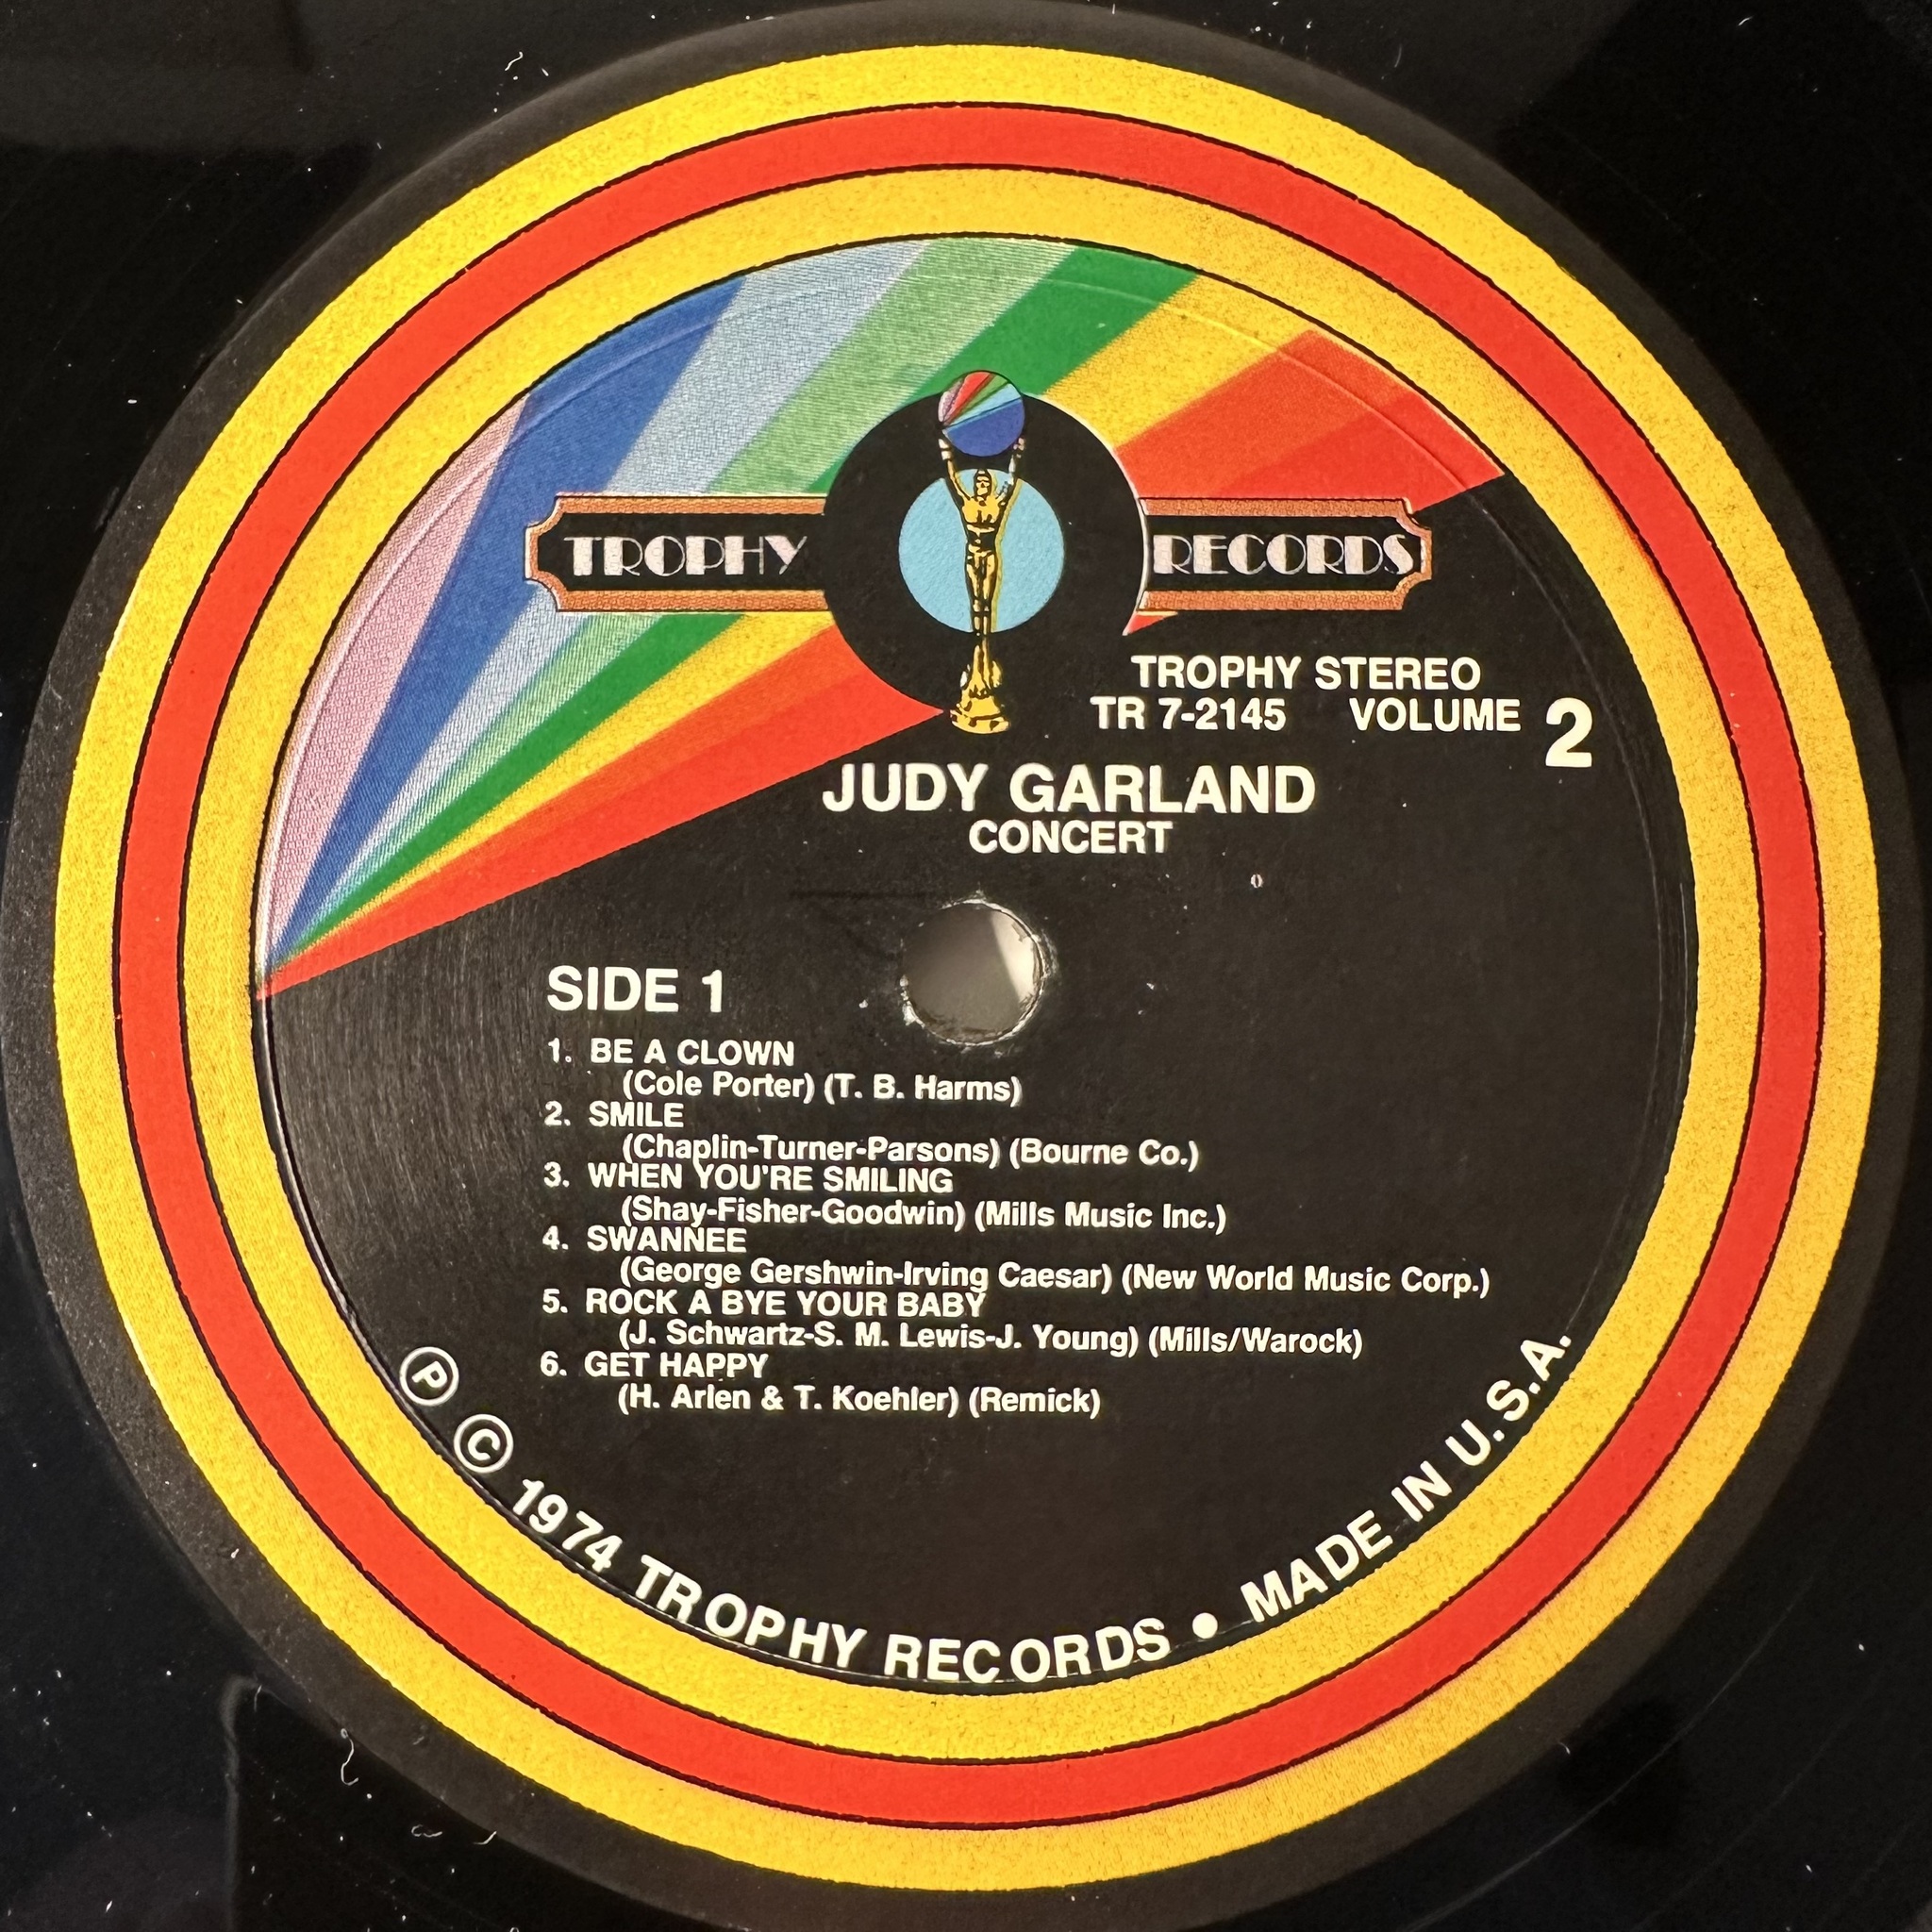 TROPHY RECORDS
TROPHY STEREO
TR 7-2145 VOLUME 2
JUDY GARLAND
CONCERT
SIDE 1
1. BE A CLOWN
(Cole Porter) (T. B. Harms)
2. SMILE
(Chaplin-Turner-Parsons) (Bourne Co.)
3. WHEN YOU'RE SMILING
(Shay-Fisher-Goodwin) (Mills Music Inc.)
4. SWANNEE
(George Gershwin-Irving Caesar) (New World Music Corp.)
5. ROCK A BYE YOUR BABY
(J. Schwartz-S. M. Lewis-J. Young) (Mills/Warock)
6. GET HAPPY
(H. Arlen & T. Koehler) (Remick)
Ⓟ Ⓒ 1974 TROPHY RECORDS • MADE IN U.S.A.